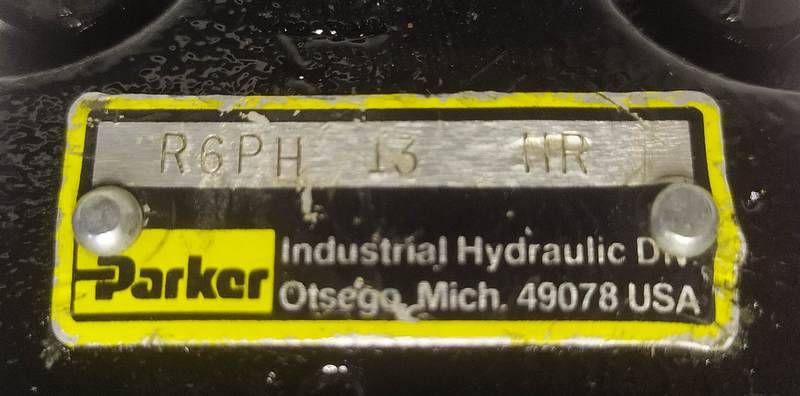 R6PH 13 HR
Parker
Industrial Hydraulic Div.
Otsego, Mich. 49078 USA